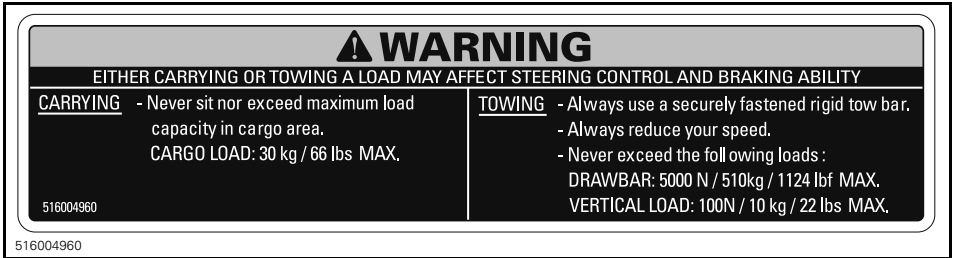 WARNING
EITHER CARRYING OR TOWING A LOAD MAY AFFECT STEERING CONTROL AND BRAKING ABILITY
CARRYING - Never sit nor exceed maximum load
capacity in cargo area.
CARGO LOAD: 30 kg / 66 lbs MAX.
516004960
TOWING - Always use a securely fastened rigid tow bar.
- Always reduce your speed.
- Never exceed the following loads :
DRAWBAR: 5000 N / 510kg / 1124 lbf MAX.
VERTICAL LOAD: 100N / 10 kg / 22 lbs MAX.
516004960